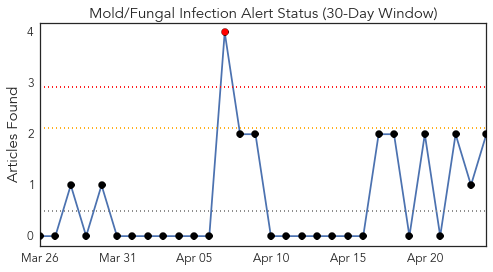 Mold/Fungal Infection Alert Status (30-Day Window)
Articles Found
4
3
2
1
0
Mar 26 Mar 31 Apr 05 Apr 10 Apr 15 Apr 20